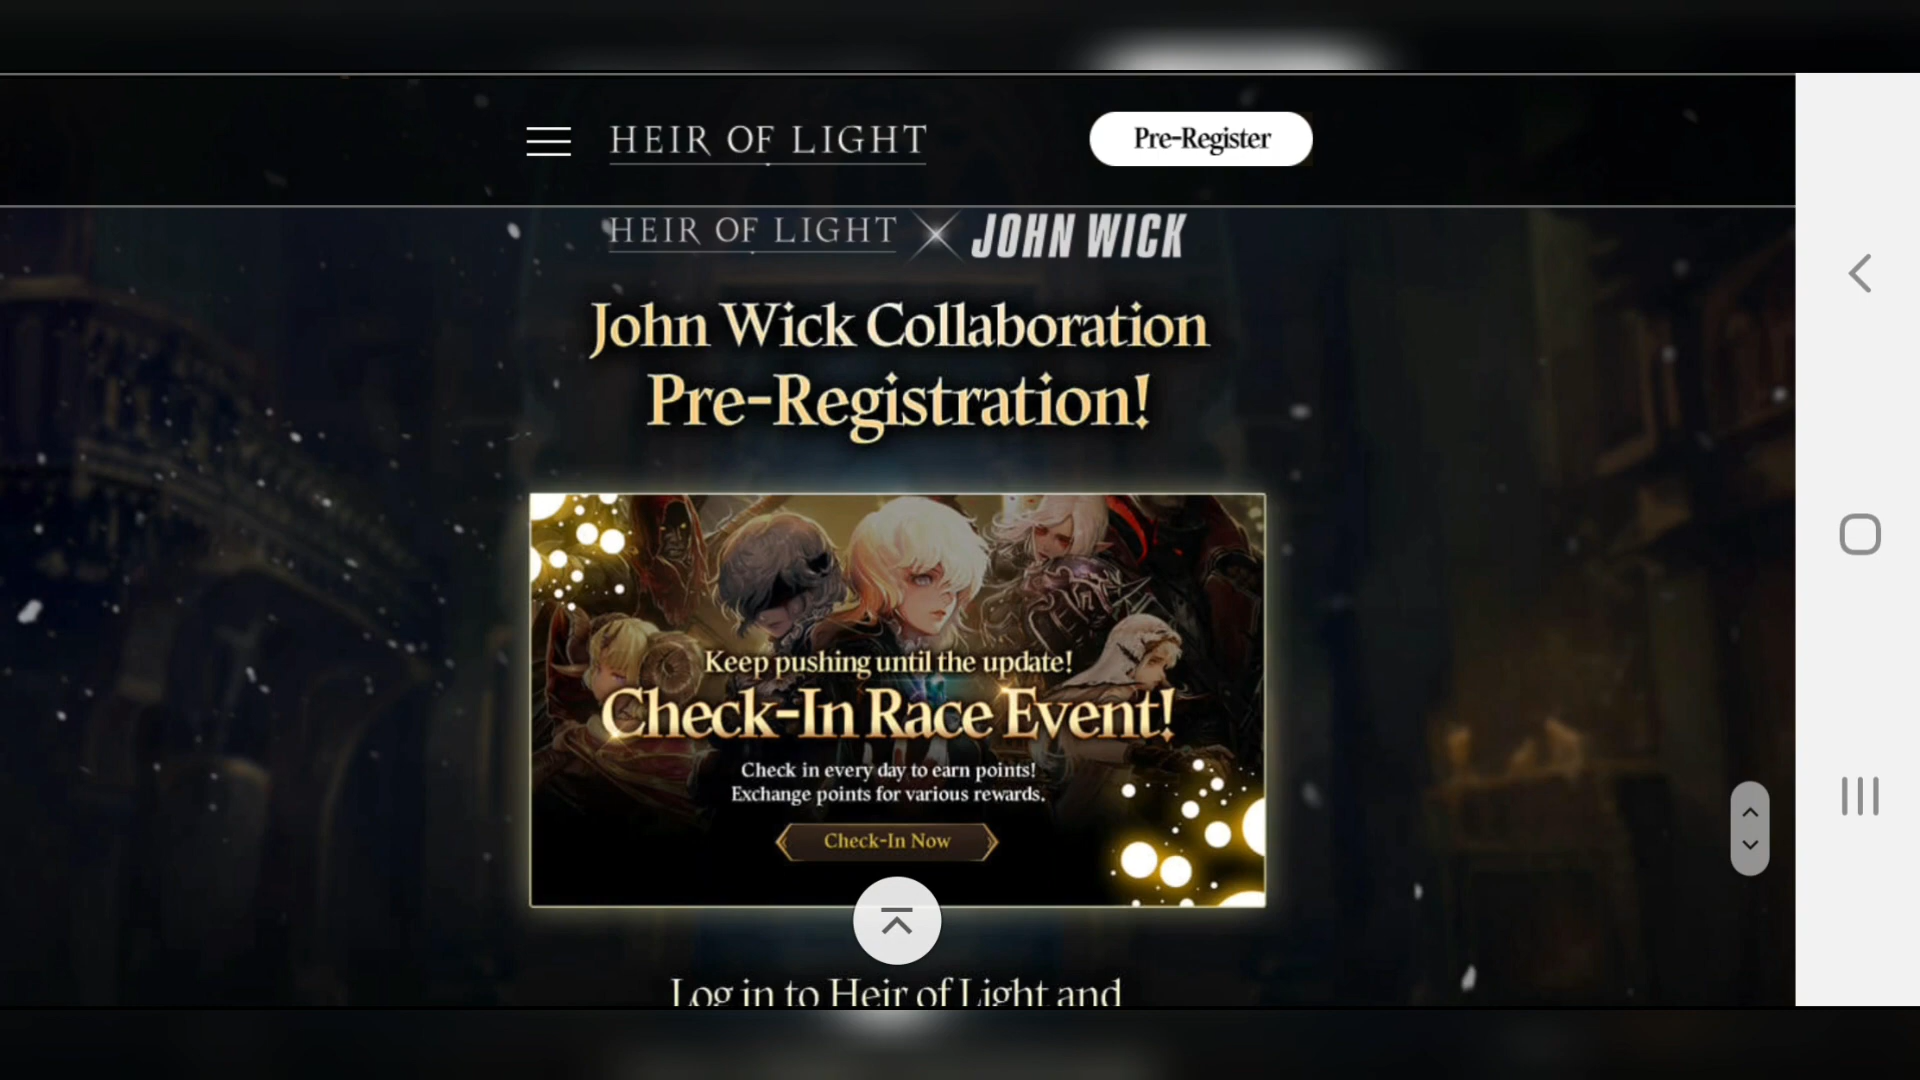 HEIR OF LIGHT
Pre-Register
HEIR OF LIGHT
JOHN WICK
John Wick Collaboration
Pre-Registration!
Keep pushing until the update!
Check-In Race Event!
Check in every day to earn points!
Exchange points for various rewards.
Check-In Now
Log in to Heir of Light and